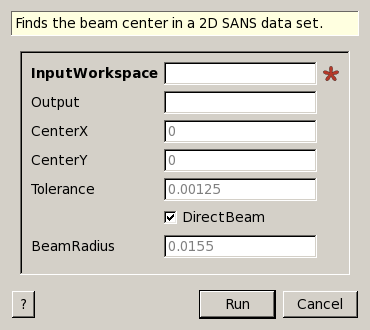 Finds the beam center in a 2D SANS data set.
InputWorkspace *
Output
CenterX 0
CenterY 0
Tolerance 0.00125
DirectBeam
BeamRadius 0.0155
? Run Cancel